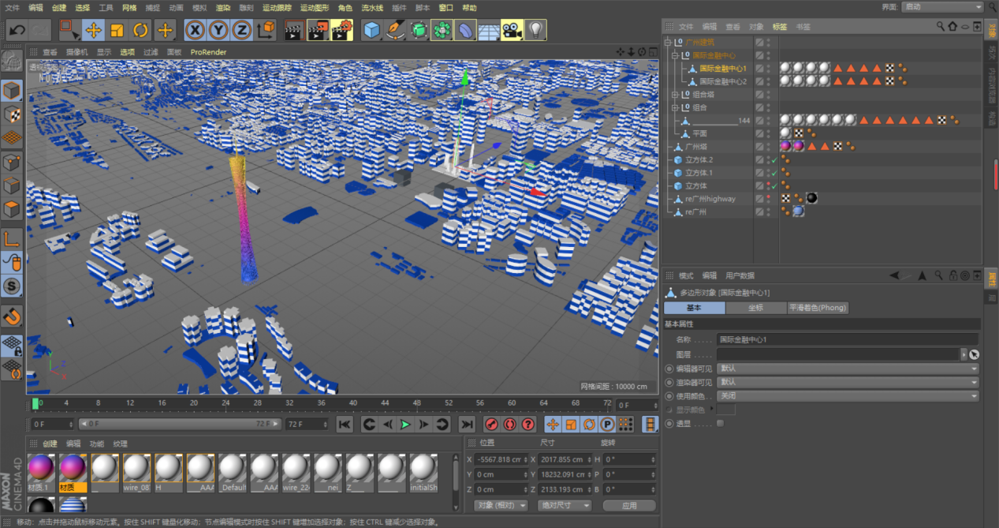 文件 编辑 创建 选择 工具 网格 捕捉 动画 模拟 渲染 雕刻 运动跟踪 运动图形 角色 流水线 插件 脚本 窗口 帮助
界面: 启动
查看 摄像机 显示 选项 过滤 面板 ProRender
网格间距 : 10000 cm
0 4 8 12 16 20 24 28 32 36 40 44 48 52 56 60 64 68 72 0 F
0 F 0 F 72 F 72 F
创建 编辑 功能 纹理
材质.1 材质 _ wire_08 H ___AAA _Default ___AAA wire_22 ___nei Z___ ____ initialSh
MAXON CINEMA 4D
位置 尺寸 旋转
X -5567.818 cm X 2017.855 cm H 0 °
Y 0 cm Y 18232.091 cm P 0 °
Z 0 cm Z 2133.193 cm B 0 °
对象 (相对) 绝对尺寸 应用
移动: 点击并拖动鼠标移动元素。按住 SHIFT 键量化移动; 节点编辑模式时按住 SHIFT 键增加选择对象; 按住 CTRL 键减少选择对象。
文件 编辑 查看 对象 标签 书签
广州建筑
国际金融中心
国际金融中心1
国际金融中心2
组合塔
组合
144
平面
广州塔
立方体.2
立方体.1
立方体
re广州highway
re广州
模式 编辑 用户数据
多边形对象 [国际金融中心1]
基本 坐标 平滑着色(Phong)
基本属性
名称 . . . . . 国际金融中心1
图层 . . . . .
编辑器可见 默认
渲染器可见 默认
使用颜色. . 关闭
显示颜色
透显 . . . . .
对象
属性